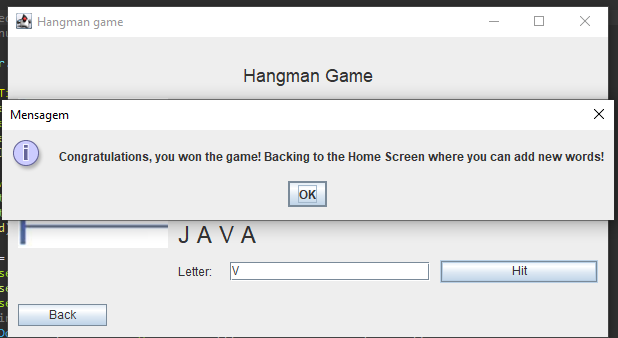 Hangman game
Hangman Game
Mensagem
Congratulations, you won the game! Backing to the Home Screen where you can add new words!
OK
J A V A
Letter: V Hit
Back